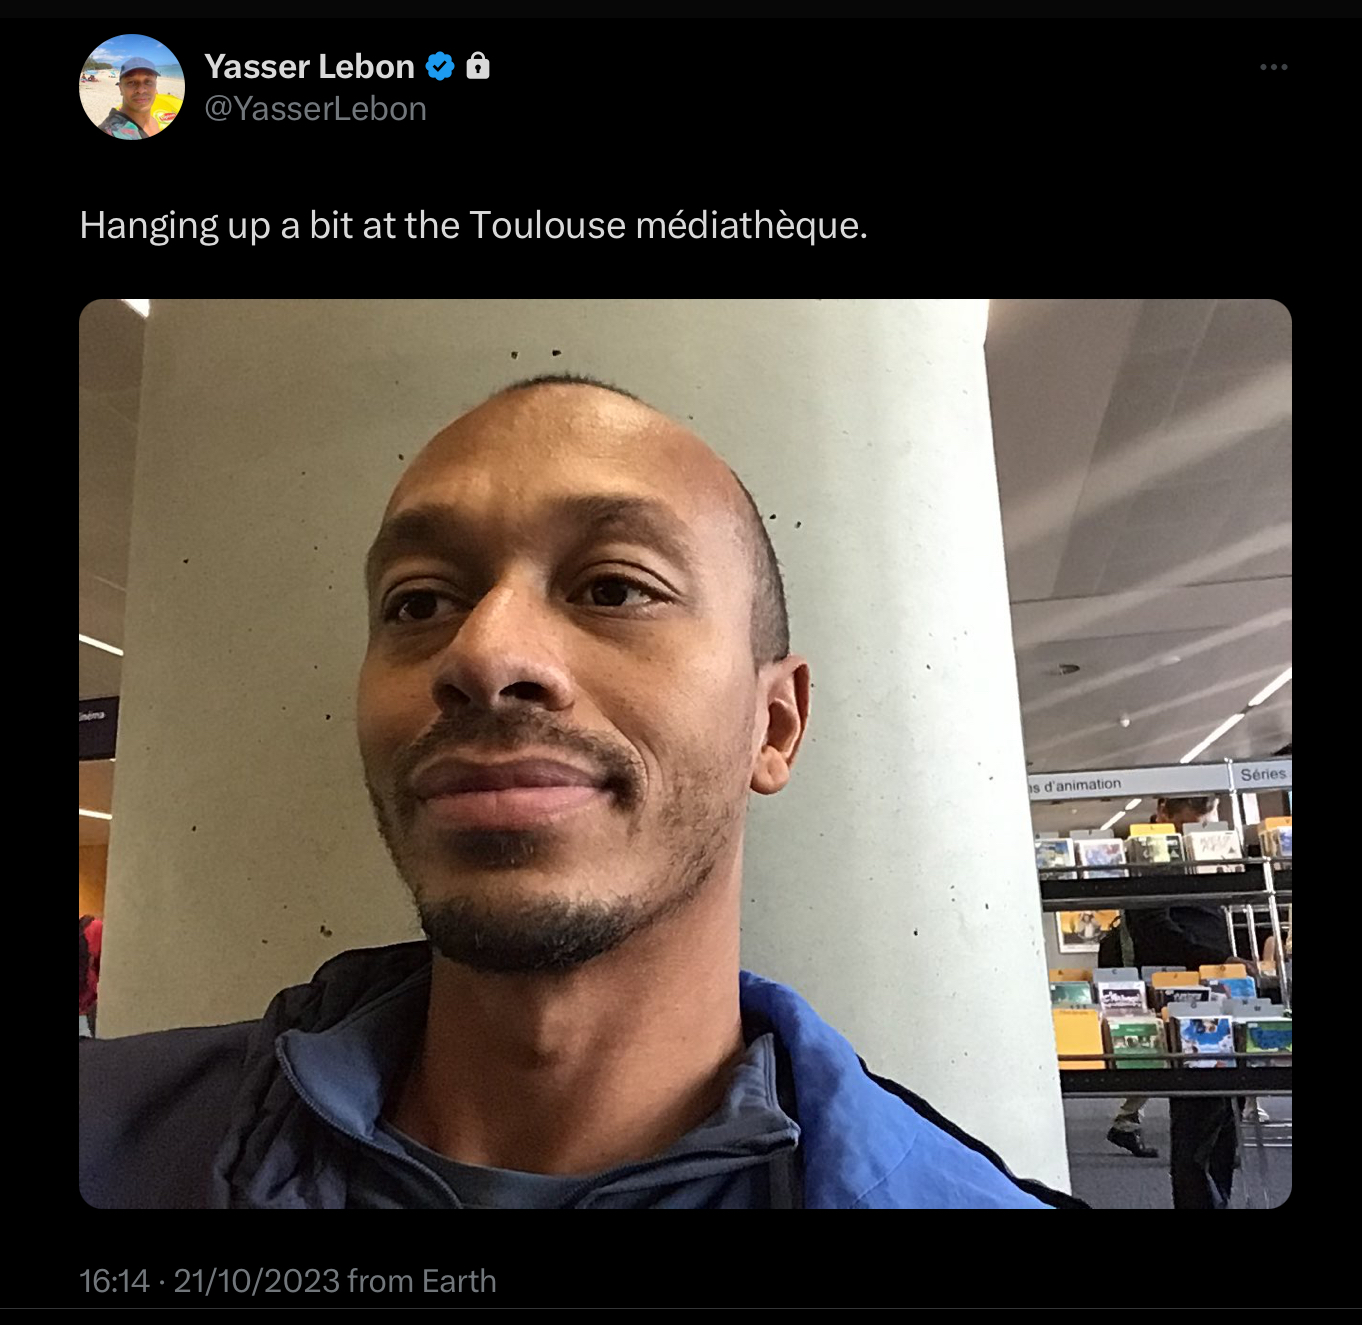 Yasser Lebon
@YasserLebon
Hanging up a bit at the Toulouse médiathèque.
d'animation
Séries
16:14 · 21/10/2023 from Earth